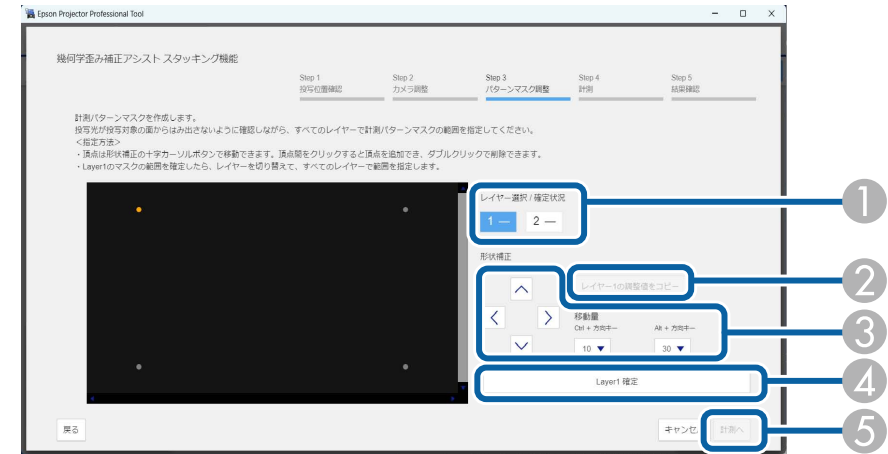 Epson Projector Professional Tool
幾何学歪み補正アシスト スタッキング機能
Step 1
投写位置確認
Step 2
カメラ調整
Step 3
パターンマスク調整
Step 4
計測
Step 5
結果確認
計測パターンマスクを作成します。
投写光が投写対象の面からはみ出さないように確認しながら、すべてのレイヤーで計測パターンマスクの範囲を指定してください。
<指定方法>
・頂点は形状補正の十字カーソルボタンで移動できます。頂点間をクリックすると頂点を追加でき、ダブルクリックで削除できます。
・Layer1のマスクの範囲を確定したら、レイヤーを切り替えて、すべてのレイヤーで範囲を指定します。
レイヤー選択 / 確定状況
1 —
2 —
1
形状補正
レイヤー1の調整値をコピー
2
移動量
Ctrl + 方向キー
Alt + 方向キー
10
30
3
Layer1 確定
4
戻る
キャンセ
計測へ
5